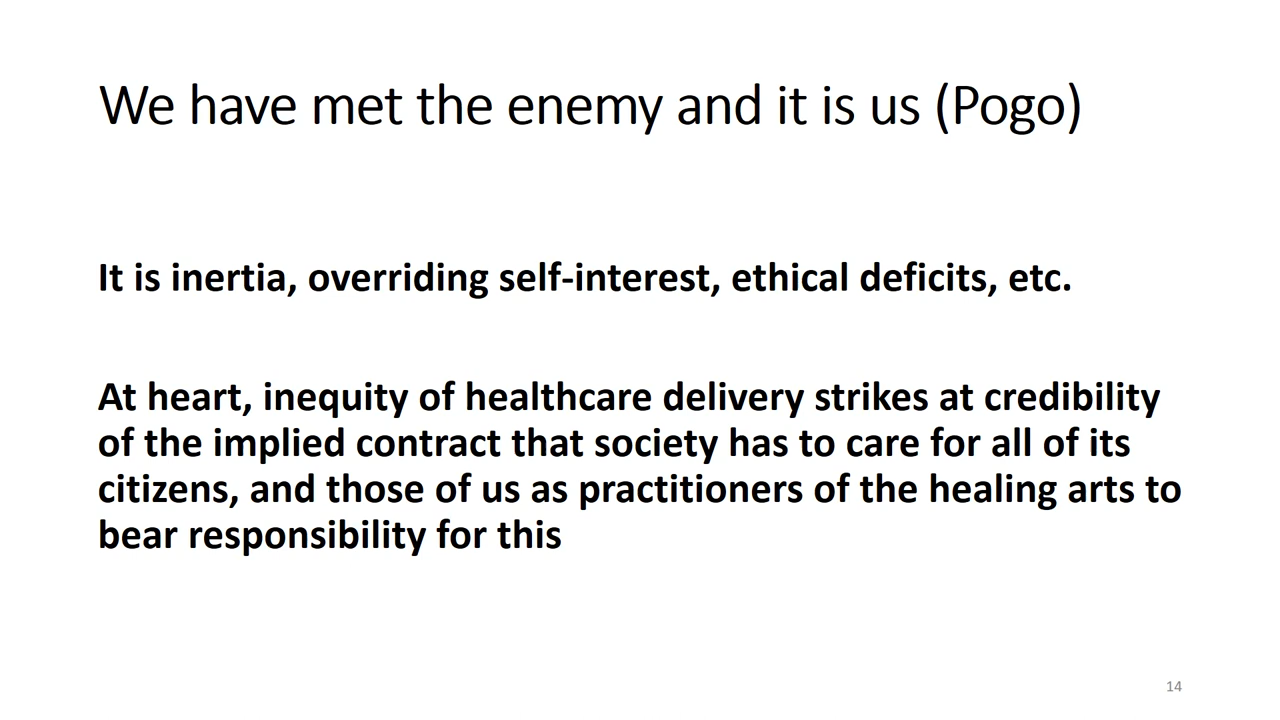 We have met the enemy and it is us (Pogo)
It is inertia, overriding self-interest, ethical deficits, etc.
At heart, inequity of healthcare delivery strikes at credibility
of the implied contract that society has to care for all of its
citizens, and those of us as practitioners of the healing arts to
bear responsibility for this
14